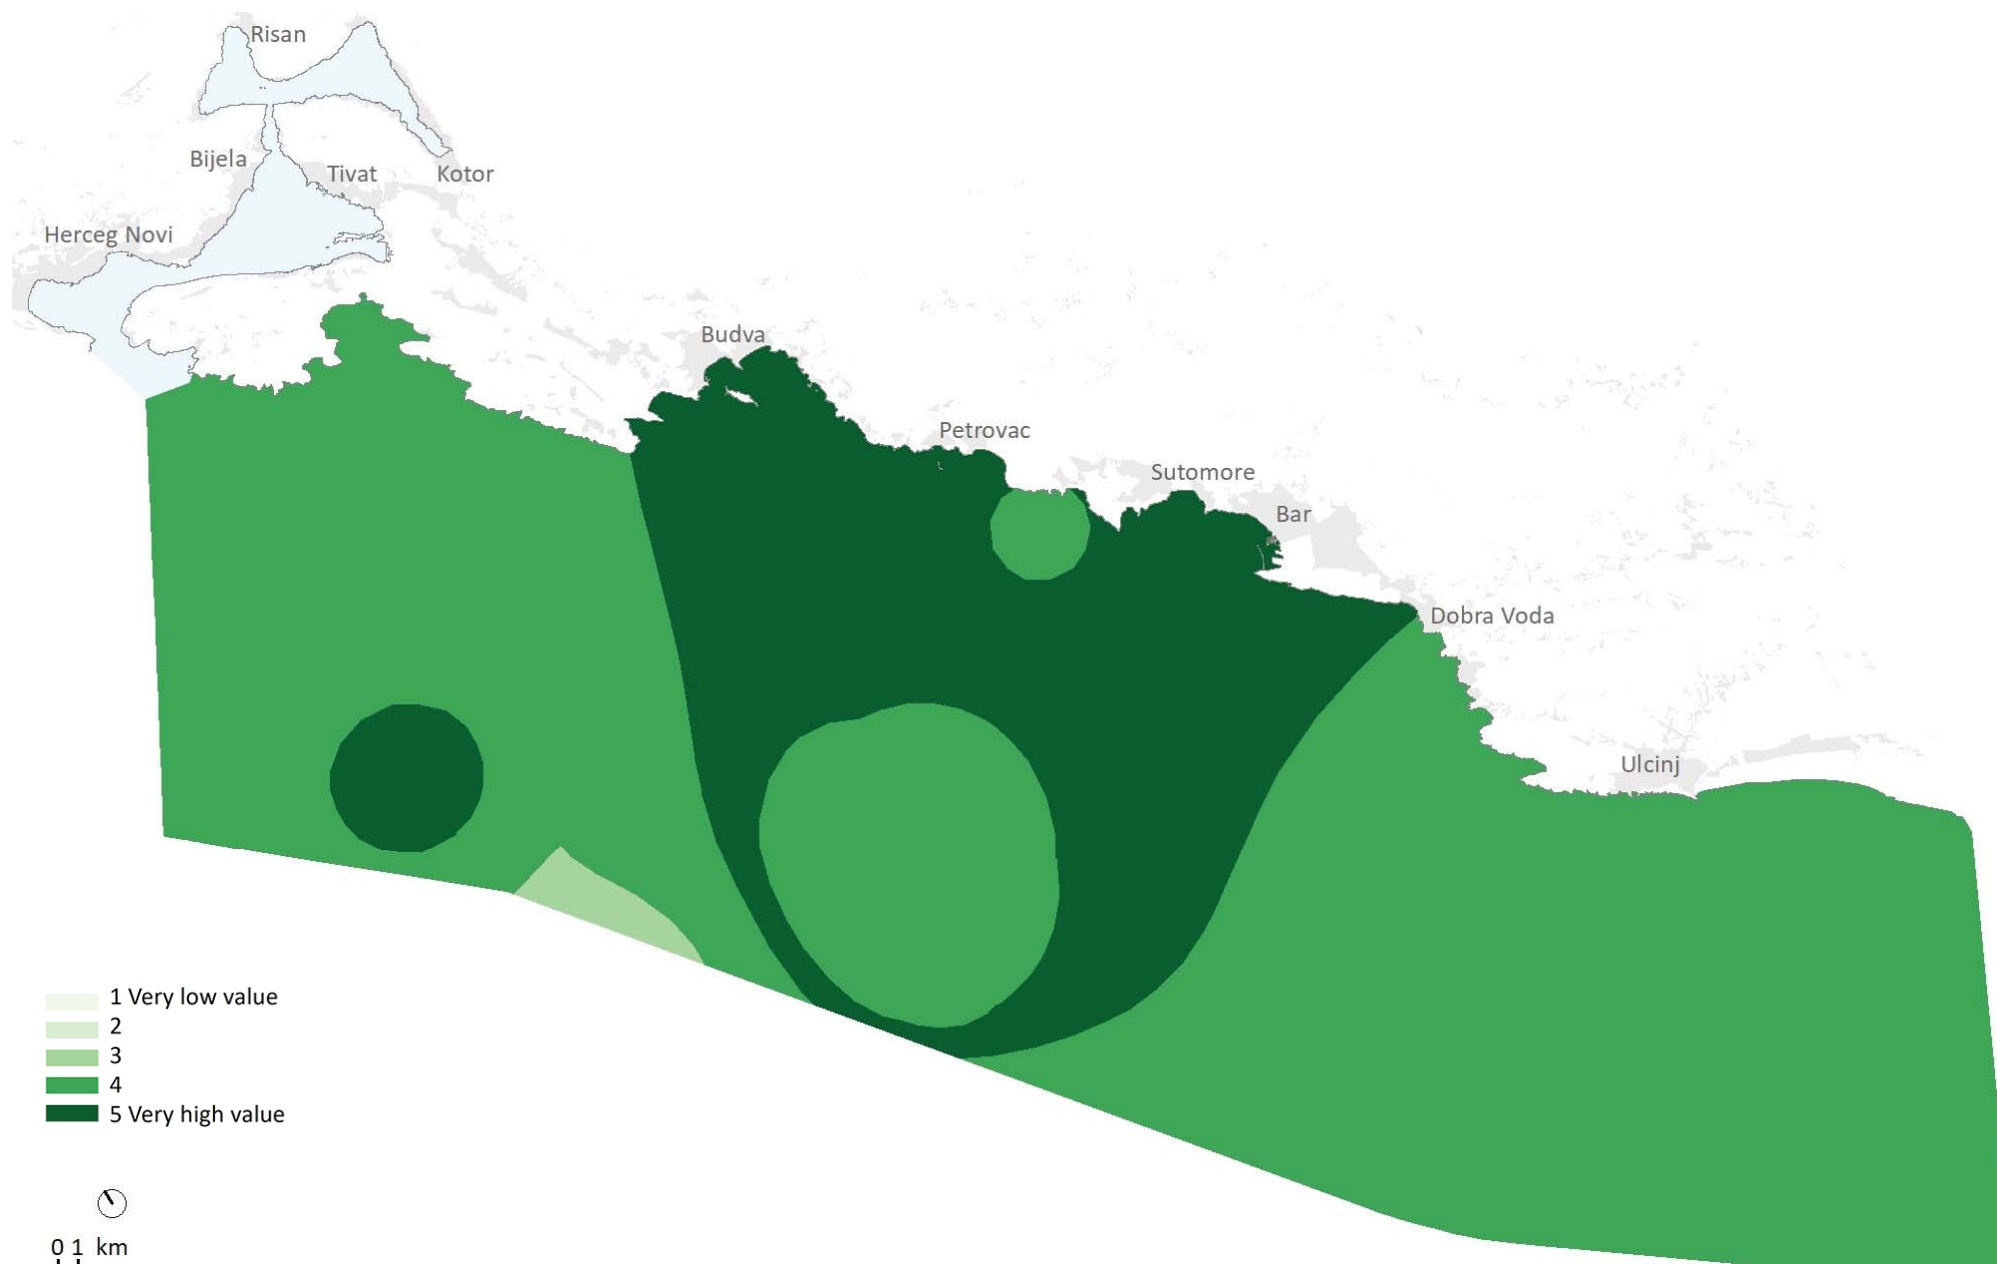 Risan
Bijela
Tivat
Kotor
Herceg Novi
Budva
Petrovac
Sutomore
Bar
Dobra Voda
Ulcinj
1 Very low value
2
3
4
5 Very high value
0 1 km